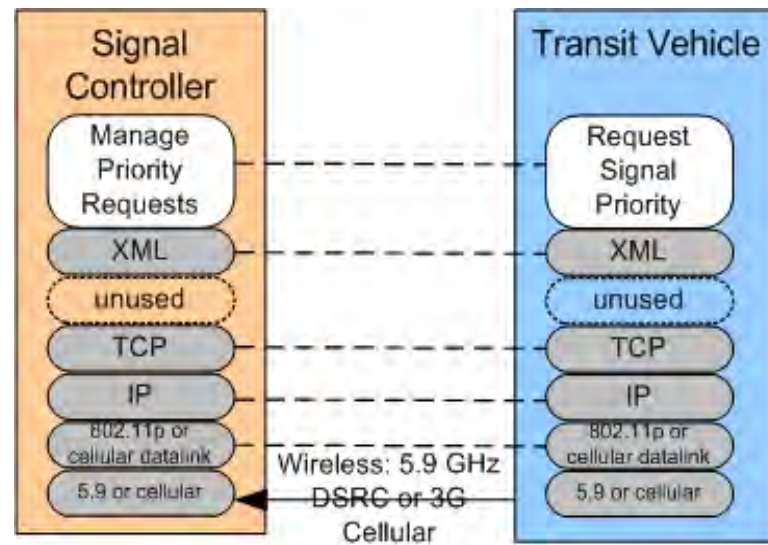 Signal
Controller
Manage
Priority
Requests
XML
unused
TCP
IP
802.11p or
cellular datalink
5.9 or cellular
Wireless: 5.9 GHz
DSRC or 3G
Cellular
Transit Vehicle
Request
Signal
Priority
XML
unused
TCP
IP
802.11p or
cellular datalink
5.9 or cellular